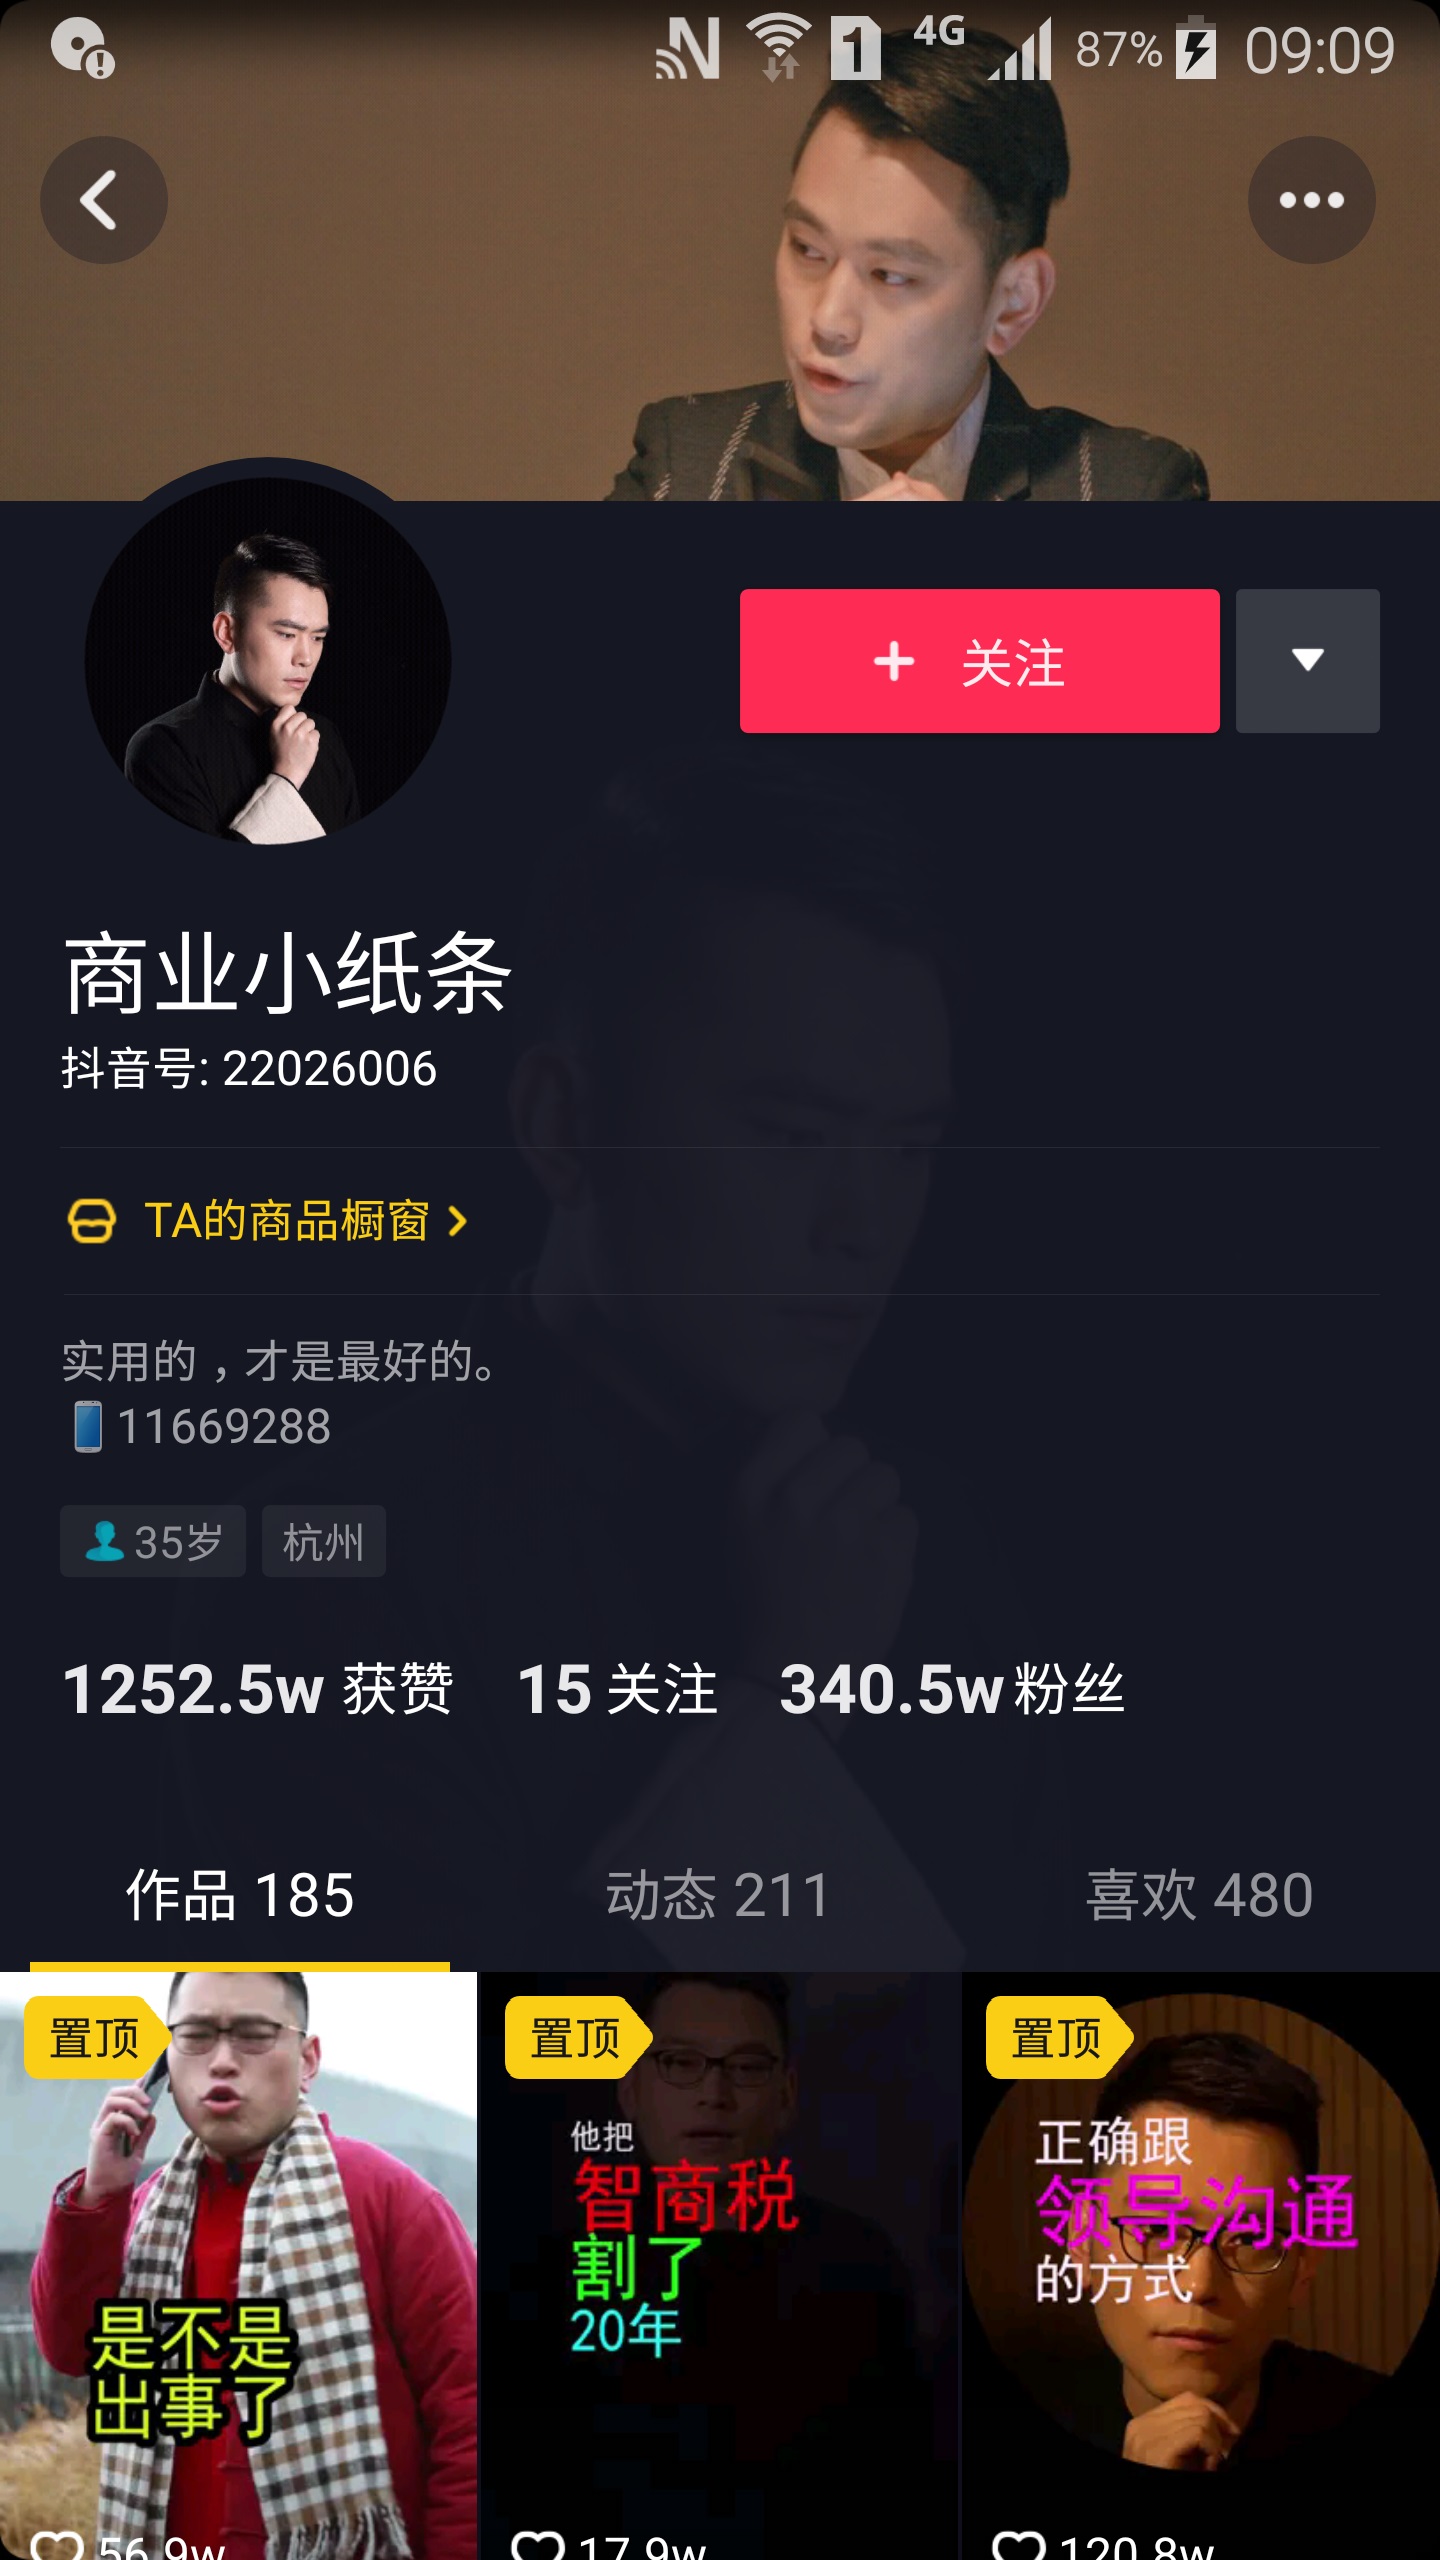 4G 87% 09:09
+ 关注
商业小纸条
抖音号: 22026006
TA的商品橱窗
实用的，才是最好的。
11669288
35岁 杭州
1252.5w 获赞 15 关注 340.5w 粉丝
作品 185 动态 211 喜欢 480
置顶
是不是
出事了
56.9w
置顶
他把
智商税
割了
20年
17.9w
置顶
正确跟
领导沟通
的方式
120.8w